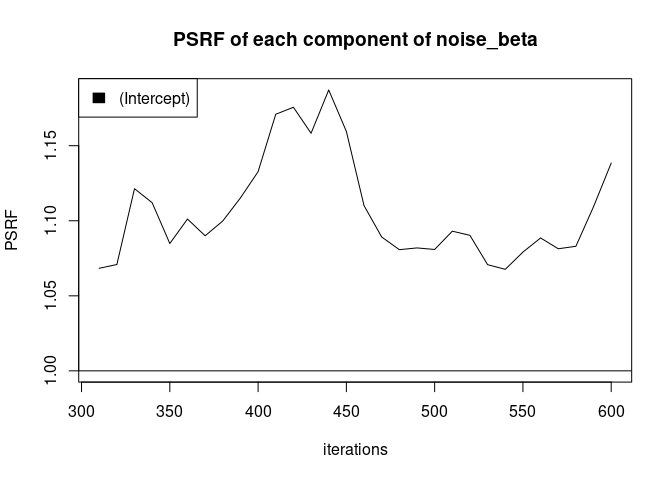 PSRF of each component of noise_beta
(Intercept)
PSRF
1.15
1.10
1.05
1.00
300 350 400 450 500 550 600
iterations